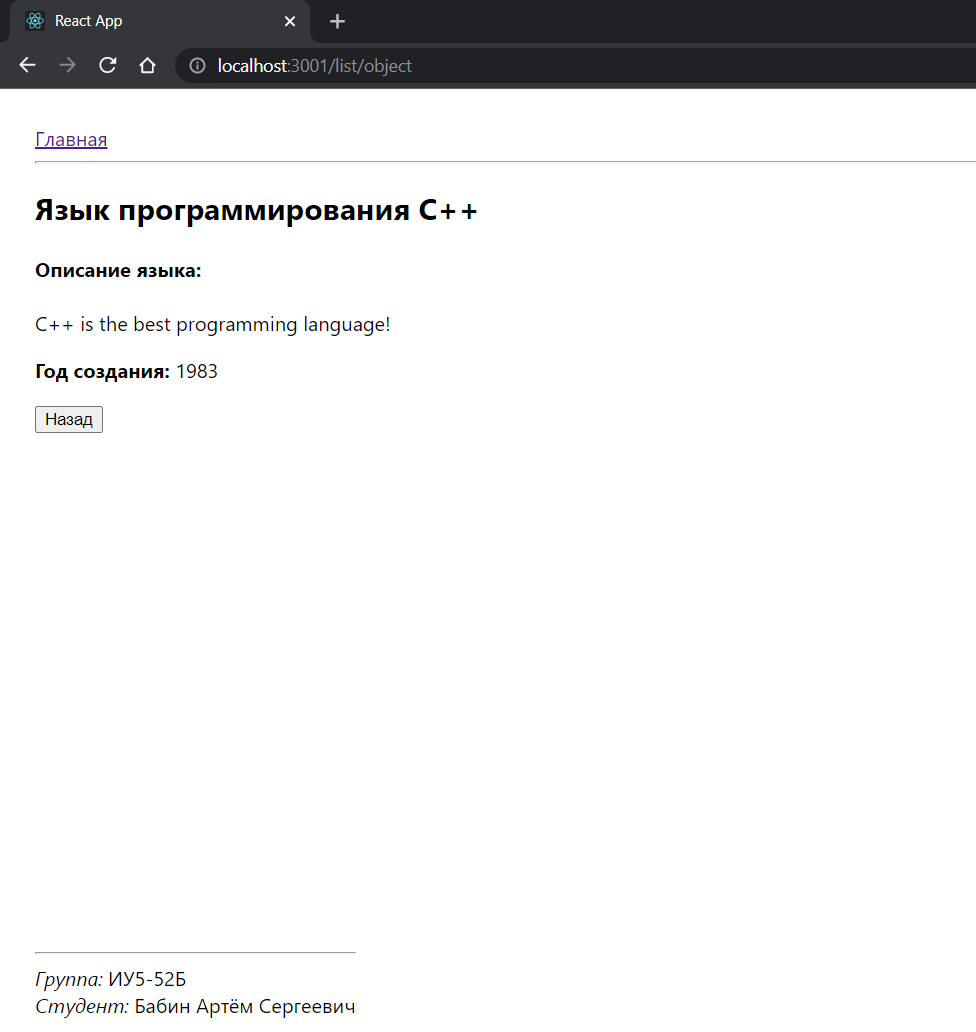 React App
localhost:3001/list/object
Главная
Язык программирования C++
Описание языка:
C++ is the best programming language!
Год создания: 1983
Назад
Группа: ИУ5-52Б
Студент: Бабин Артём Сергеевич